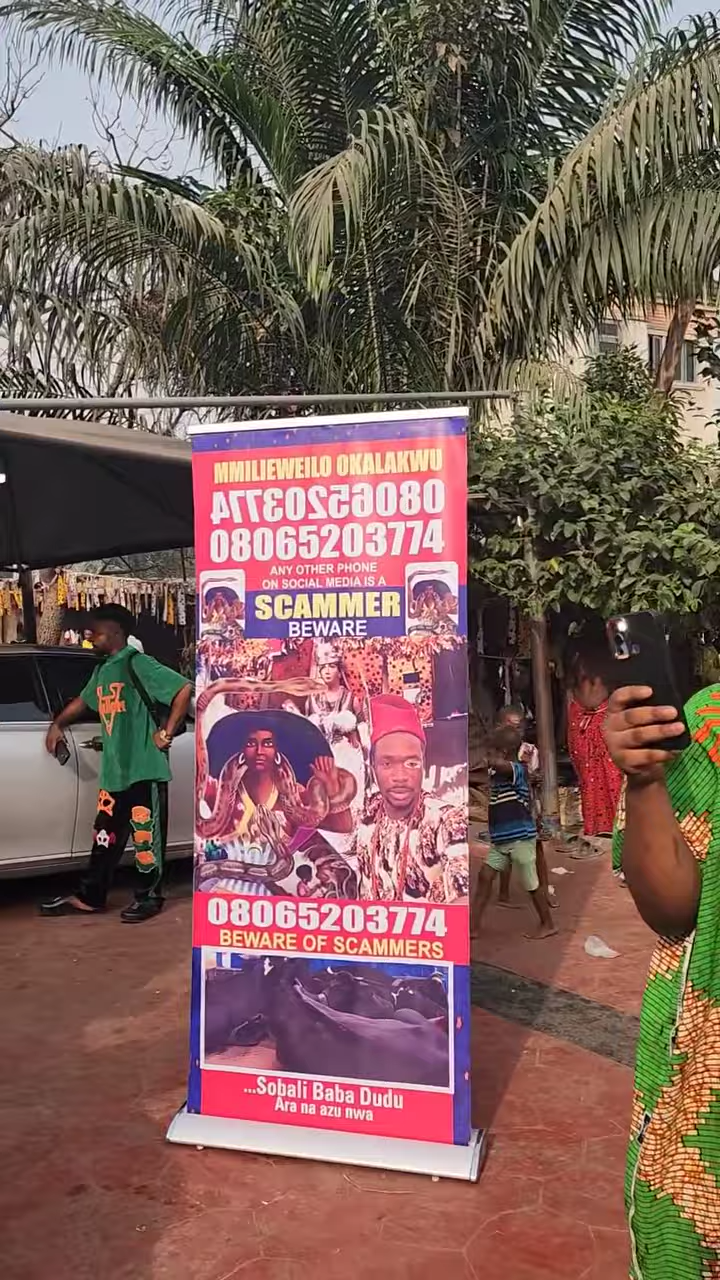 MMILIEWEILO OKALAKWU
08065203774
08065203774
ANY OTHER PHONE
ON SOCIAL MEDIA IS A
SCAMMER
BEWARE
08065203774
BEWARE OF SCAMMERS
...Sobali Baba Dudu
Ara na azu nwa